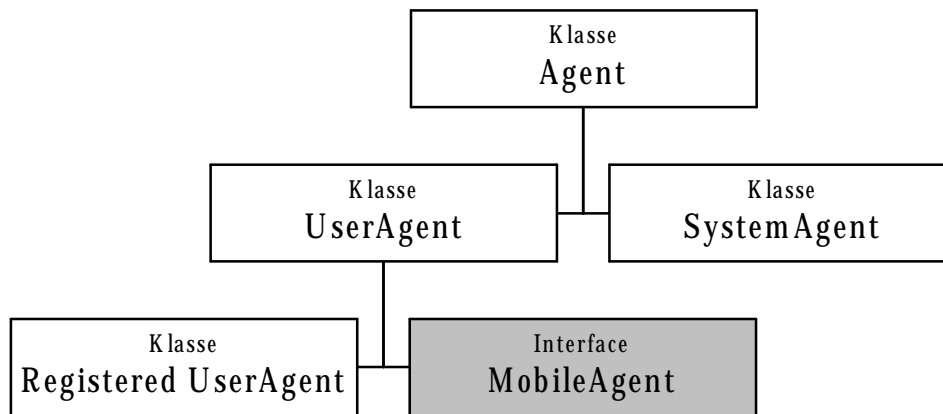 Klasse
Agent
Klasse
UserAgent
Klasse
SystemAgent
Klasse
Registered UserAgent
Interface
MobileAgent